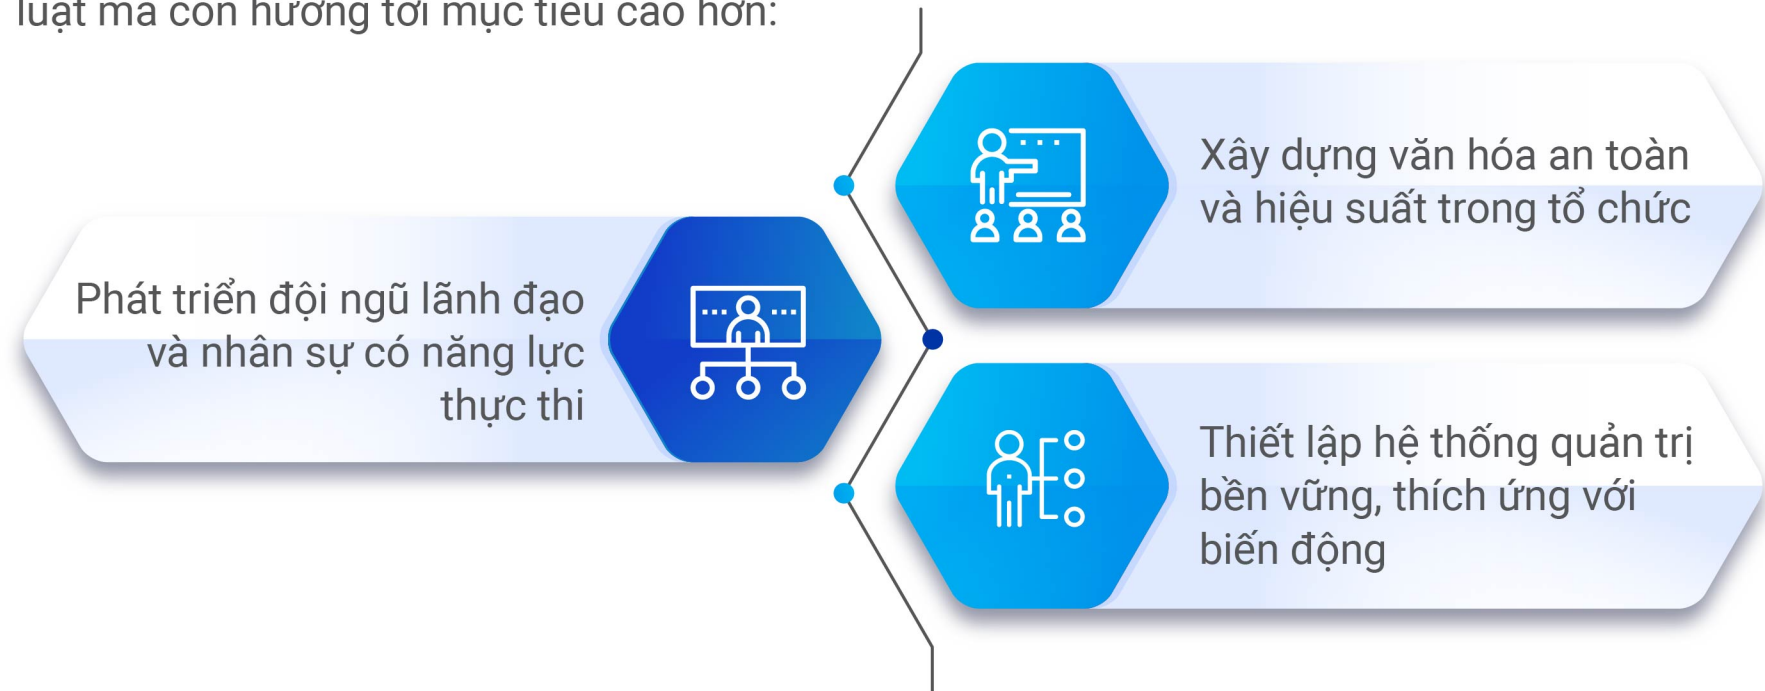 luật mà còn hướng tới mục tiêu cao hơn:
Xây dựng văn hóa an toàn
và hiệu suất trong tổ chức
Phát triển đội ngũ lãnh đạo
và nhân sự có năng lực
thực thi
Thiết lập hệ thống quản trị
bền vững, thích ứng với
biến động